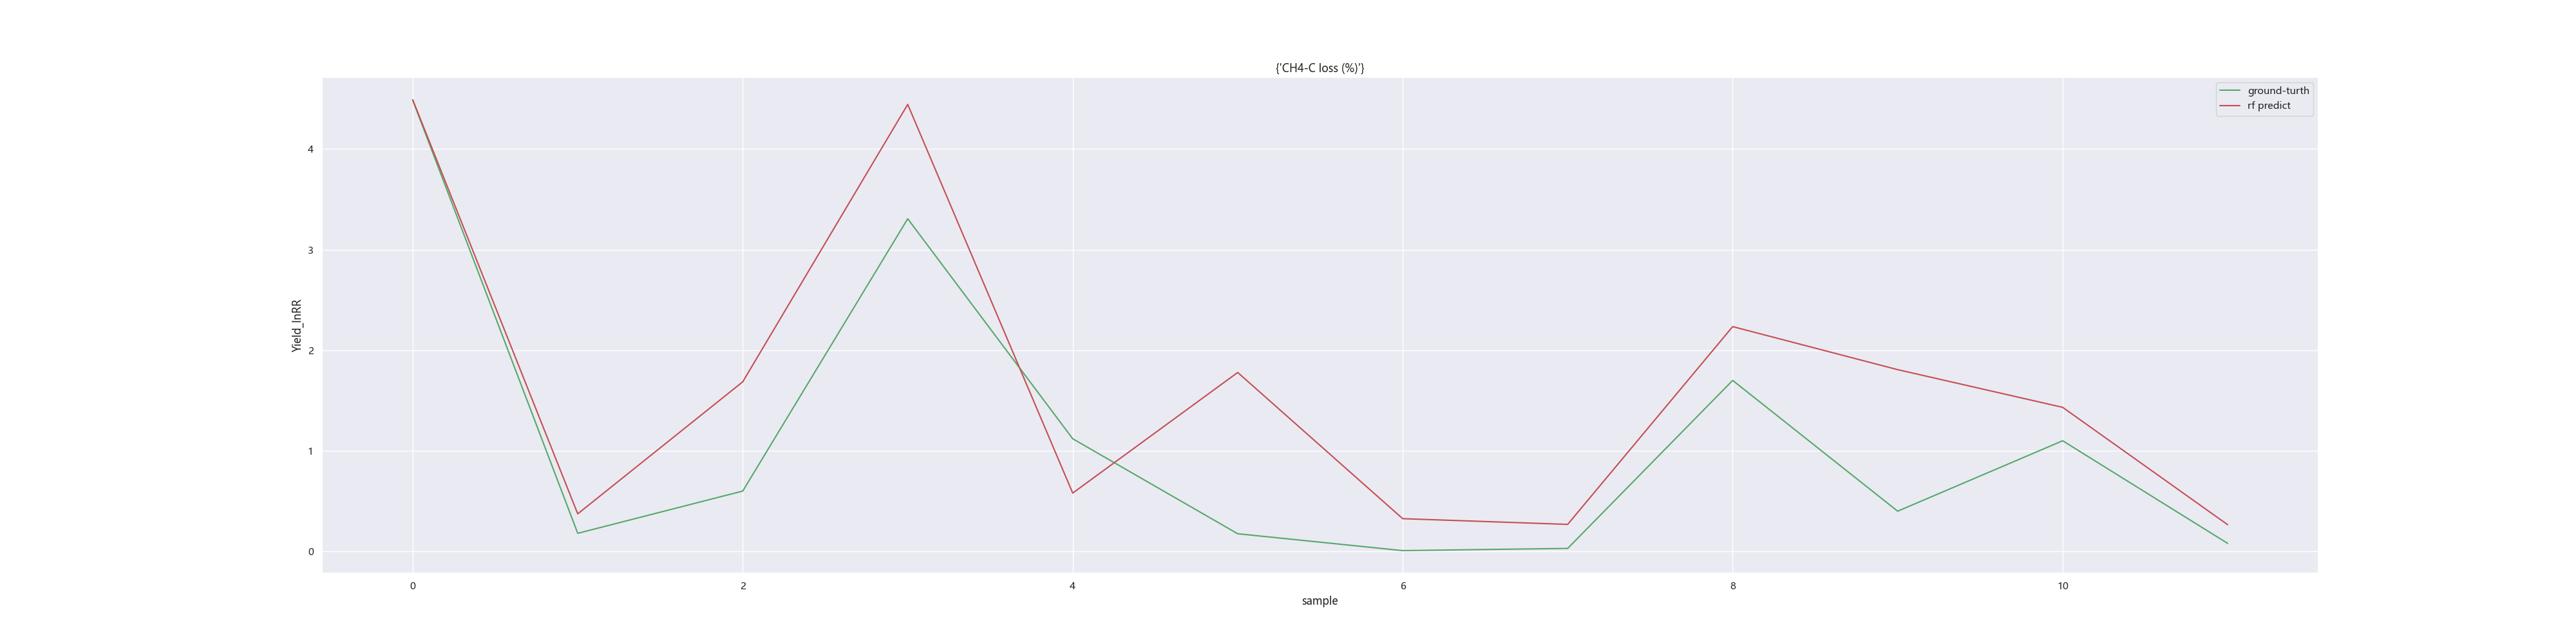 {'CH4-C loss (%)'}
ground-turth
rf predict
4
3
2
1
0
Yield_lnRR
0 2 4 6 8 10
sample